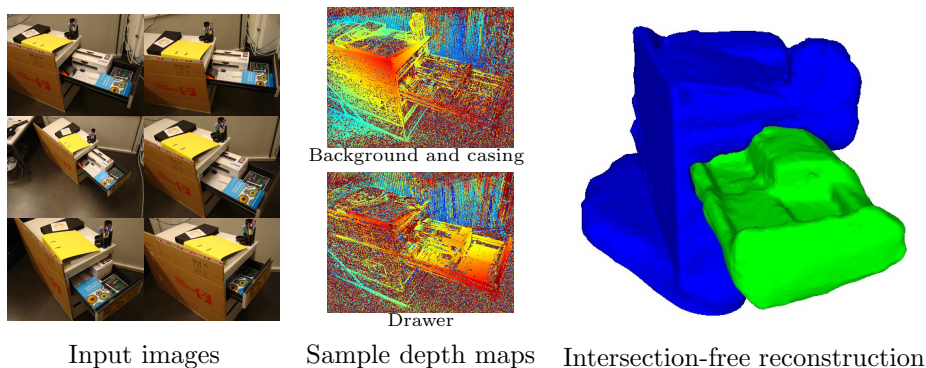 Background and casing
Drawer
Input images
Sample depth maps
Intersection-free reconstruction